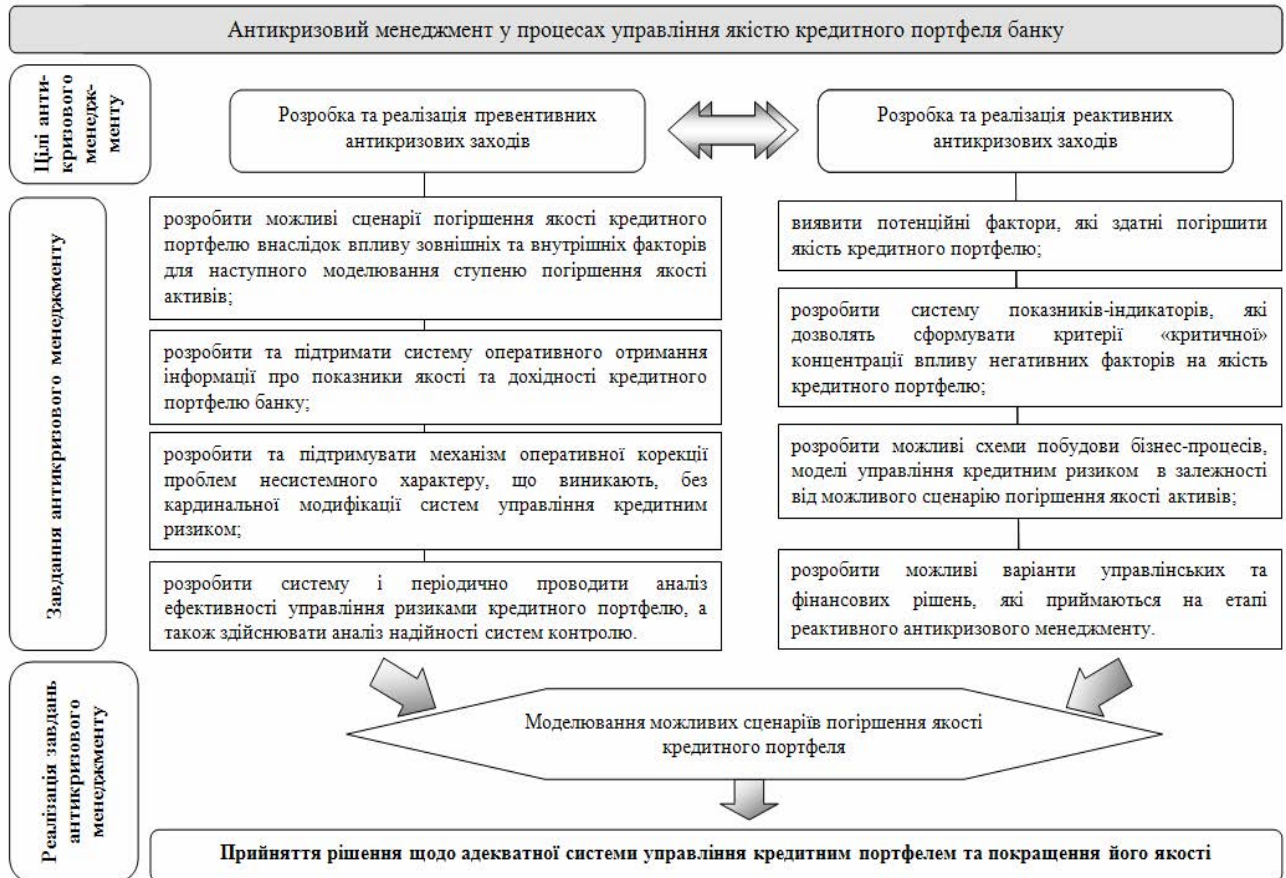 Антикризовий менеджмент у процесах управління якістю кредитного портфеля банку
Цілі анти-
кризового
менедж-
менту
Розробка та реалізація превентивних
антикризових заходів
Розробка та реалізація реактивних
антикризових заходів
Завдання антикризового менеджменту
розробити можливі сценарії погіршення якості кредитного
портфелю внаслідок впливу зовнішніх та внутрішніх факторів
для наступного моделювання ступеню погіршення якості
активів;
розробити та підтримати систему оперативного отримання
інформації про показники якості та дохідності кредитного
портфелю банку;
розробити та підтримувати механізм оперативної корекції
проблем несистемного характеру, що виникають, без
кардинальної модифікації систем управління кредитним
ризиком;
розробити систему і періодично проводити аналіз
ефективності управління ризиками кредитного портфелю, а
також здійснювати аналіз надійності систем контролю.
виявити потенційні фактори, які здатні погіршити
якість кредитного портфелю;
розробити систему показників-індикаторів, які
дозволять сформувати критерії «критичної»
концентрації впливу негативних факторів на якість
кредитного портфелю;
розробити можливі схеми побудови бізнес-процесів,
моделі управління кредитним ризиком в залежності
від можливого сценарію погіршення якості активів;
розробити можливі варіанти управлінських та
фінансових рішень, які приймаються на етапі
реактивного антикризового менеджменту.
Реалізація завдань
антикризового
менеджменту
Моделювання можливих сценаріїв погіршення якості
кредитного портфеля
Прийняття рішення щодо адекватної системи управління кредитним портфелем та покращення його якості